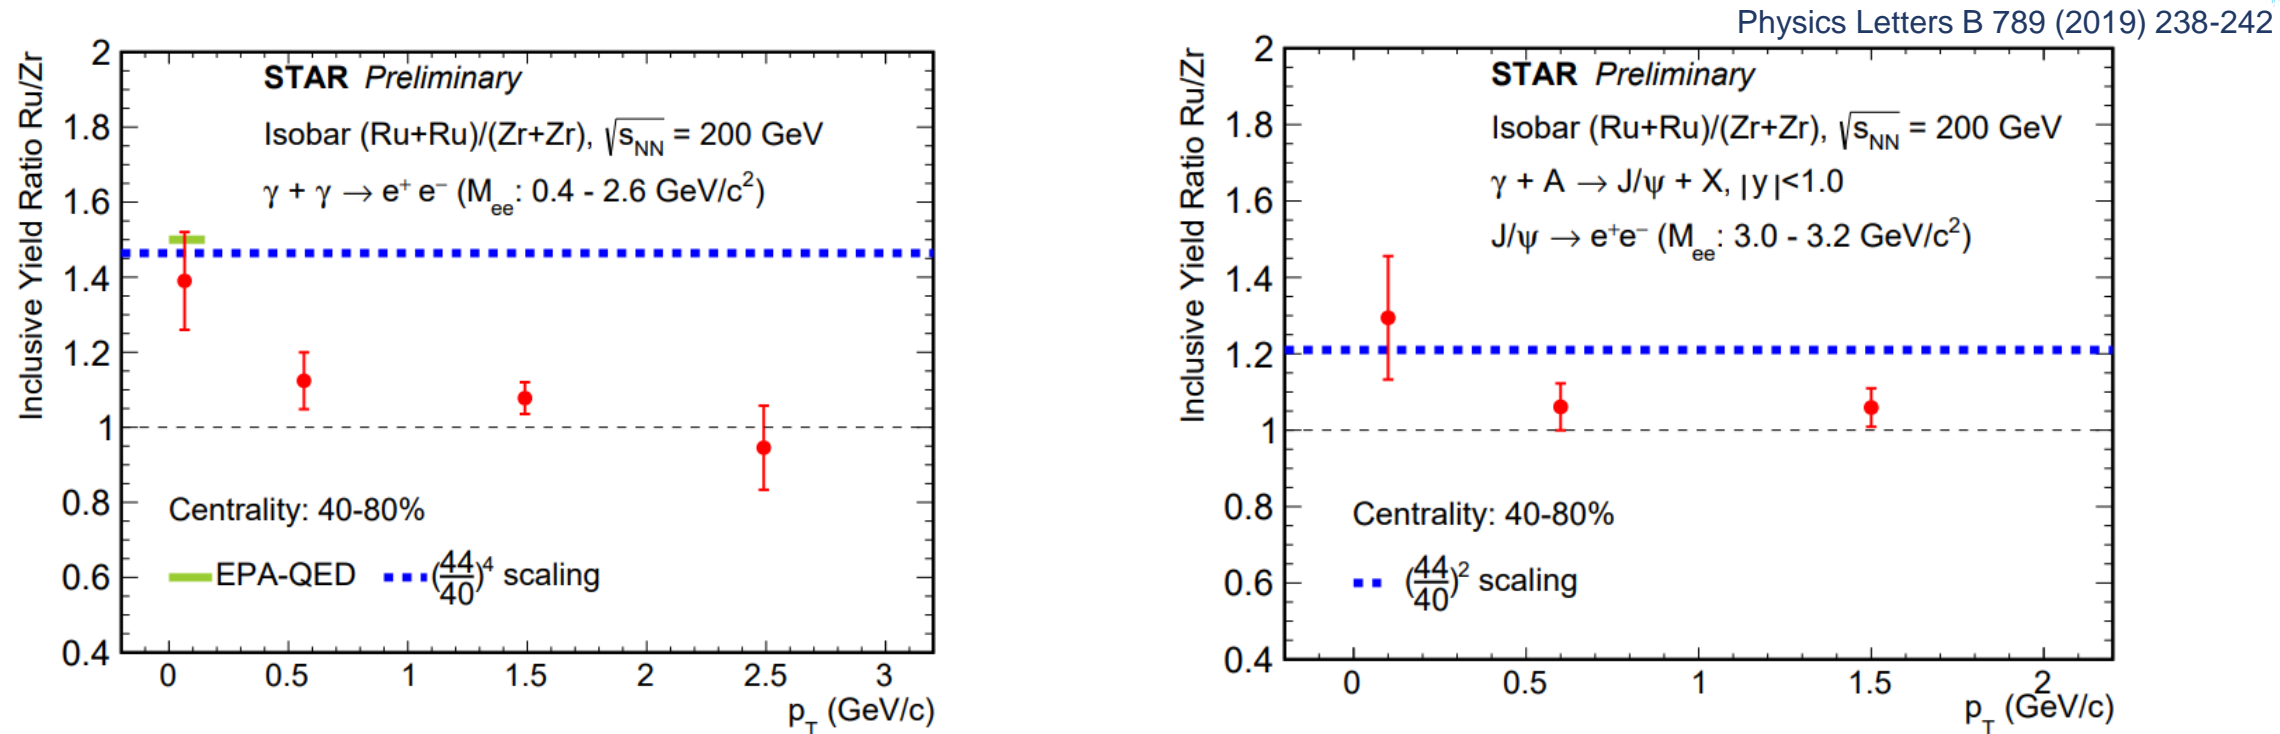 Physics Letters B 789 (2019) 238-242
Inclusive Yield Ratio Ru/Zr
2
1.8
1.6
1.4
1.2
1
0.8
0.6
0.4
STAR Preliminary
Isobar (Ru+Ru)/(Zr+Zr), √s_NN = 200 GeV
γ + γ → e⁺ e⁻ (M_ee: 0.4 - 2.6 GeV/c²)
Centrality: 40-80%
EPA-QED (44/40)⁴ scaling
0 0.5 1 1.5 2 2.5 3
p_T (GeV/c)
Inclusive Yield Ratio Ru/Zr
2
1.8
1.6
1.4
1.2
1
0.8
0.6
0.4
STAR Preliminary
Isobar (Ru+Ru)/(Zr+Zr), √s_NN = 200 GeV
γ + A → J/ψ + X, |y|<1.0
J/ψ → e⁺e⁻ (M_ee: 3.0 - 3.2 GeV/c²)
Centrality: 40-80%
(44/40)² scaling
0 0.5 1 1.5 2
p_T (GeV/c)